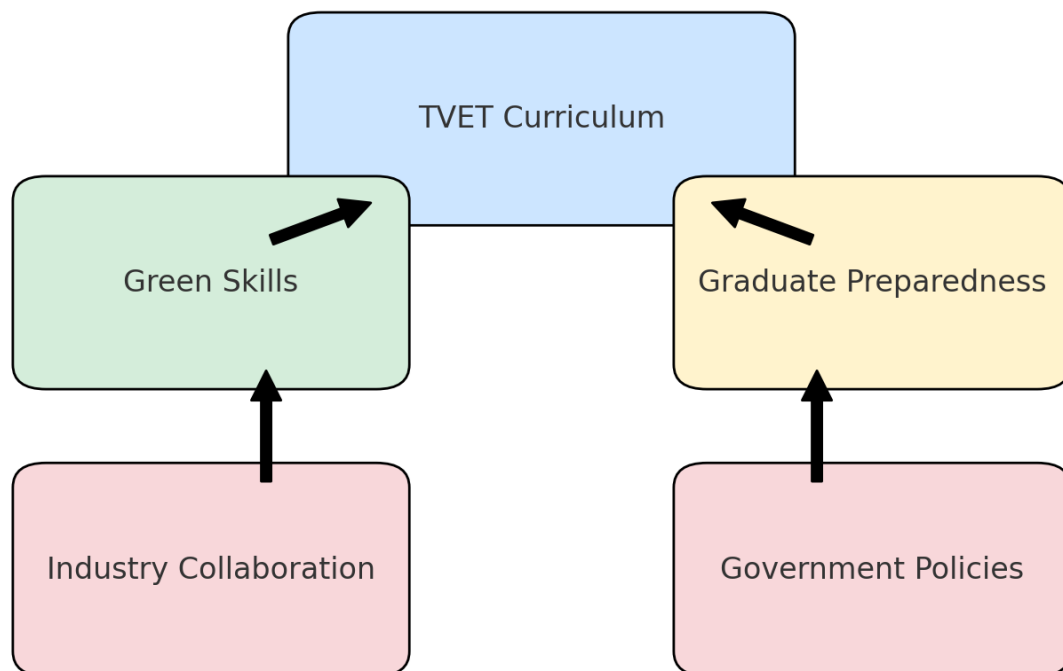 TVET Curriculum
Green Skills
Graduate Preparedness
Industry Collaboration
Government Policies